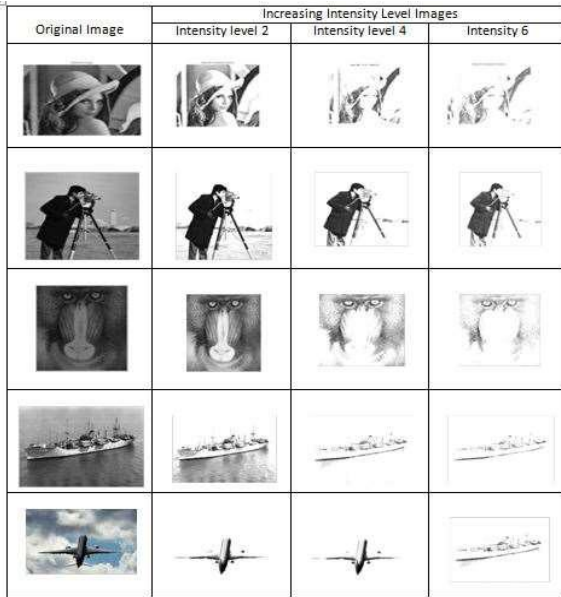 Original Image
Increasing Intensity Level Images
Intensity level 2
Intensity level 4
Intensity 6